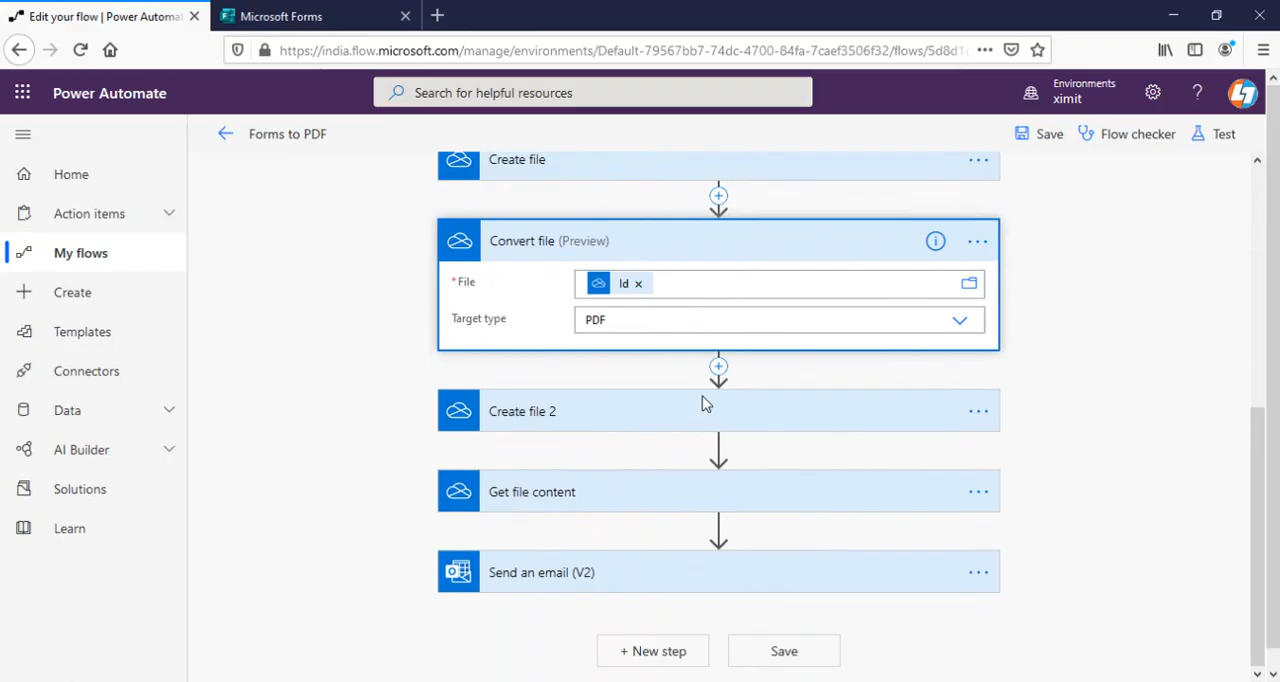 Edit your flow | Power Automa
Microsoft Forms
https://india.flow.microsoft.com/manage/environments/Default-79567bb7-74dc-4700-84fa-7caef3506f32/flows/5d8d1c
Power Automate
Search for helpful resources
Environments
ximit
?
Forms to PDF
Save
Flow checker
Test
Home
Action items
My flows
Create
Templates
Connectors
Data
AI Builder
Solutions
Learn
Create file
Convert file (Preview)
* File
Id ×
Target type
PDF
Create file 2
Get file content
Send an email (V2)
+ New step
Save